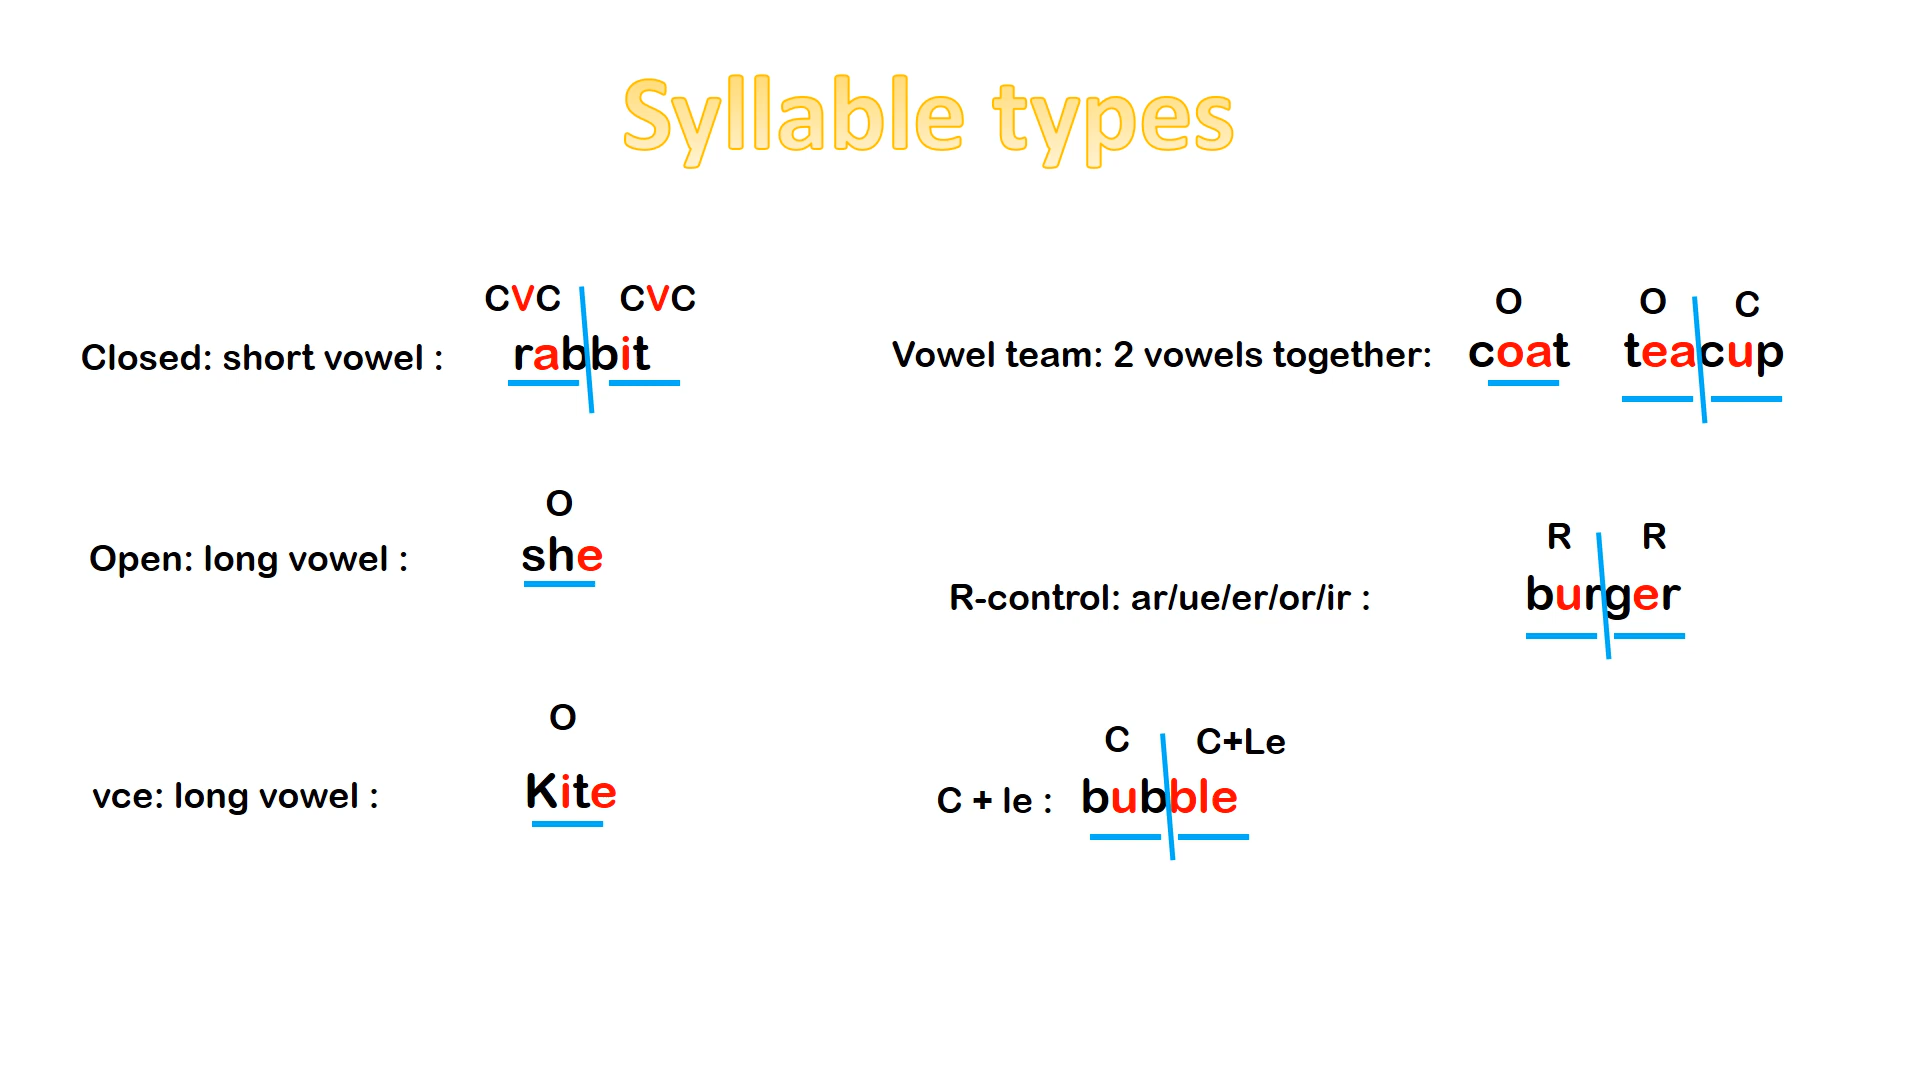 Syllable types
CVC CVC
Closed: short vowel : rabbit
O
Open: long vowel : she
O
vce: long vowel : Kite
O O C
Vowel team: 2 vowels together: coat teacup
R R
R-control: ar/ue/er/or/ir : burger
C C+Le
C + le : bubble